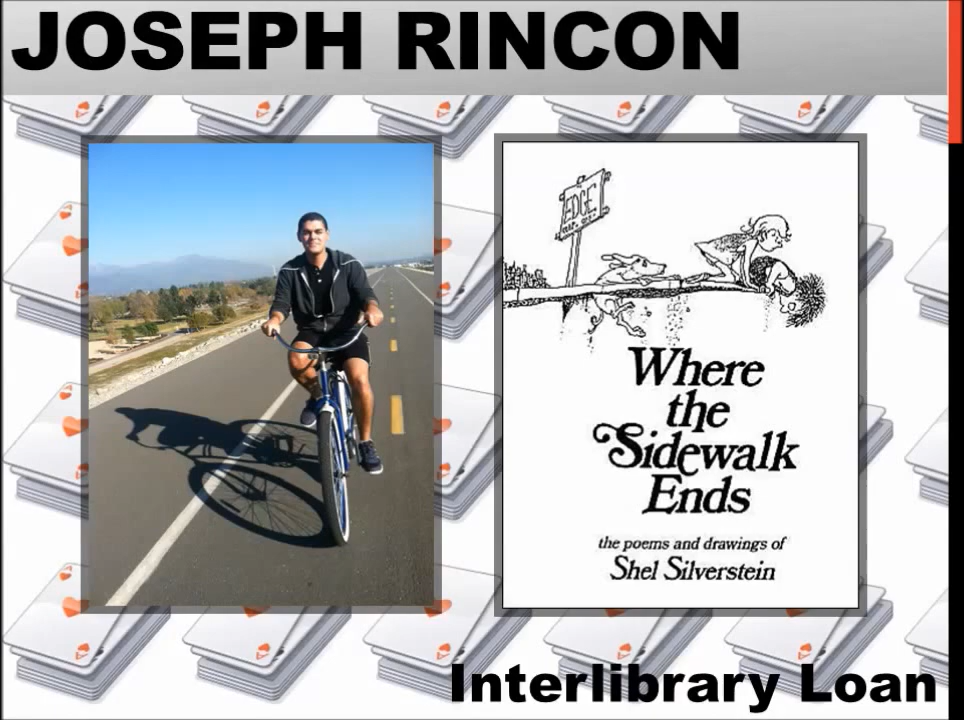 JOSEPH RINCON
EDGE
Where
the
Sidewalk
Ends
the poems and drawings of
Shel Silverstein
Interlibrary Loan